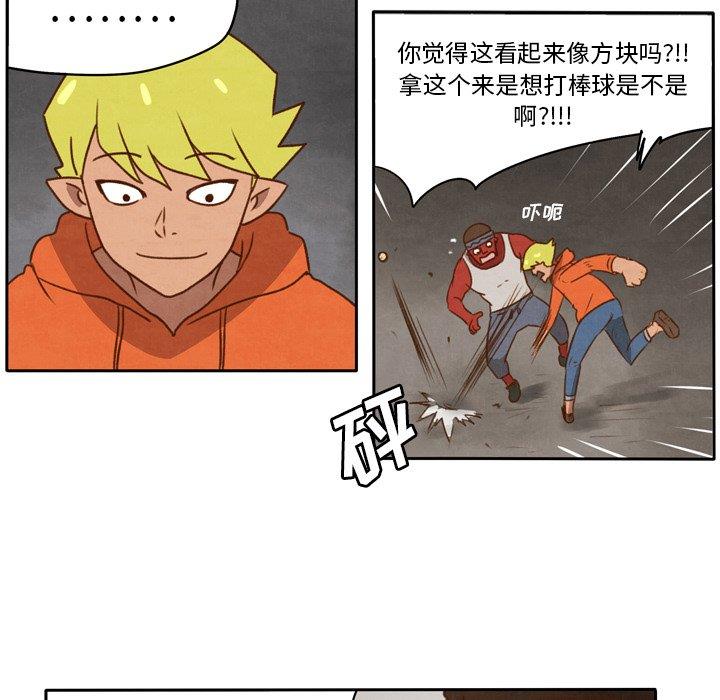 ........
你觉得这看起来像方块吗?!!
拿这个来是想打棒球是不是
啊?!!!
吓呃
砰